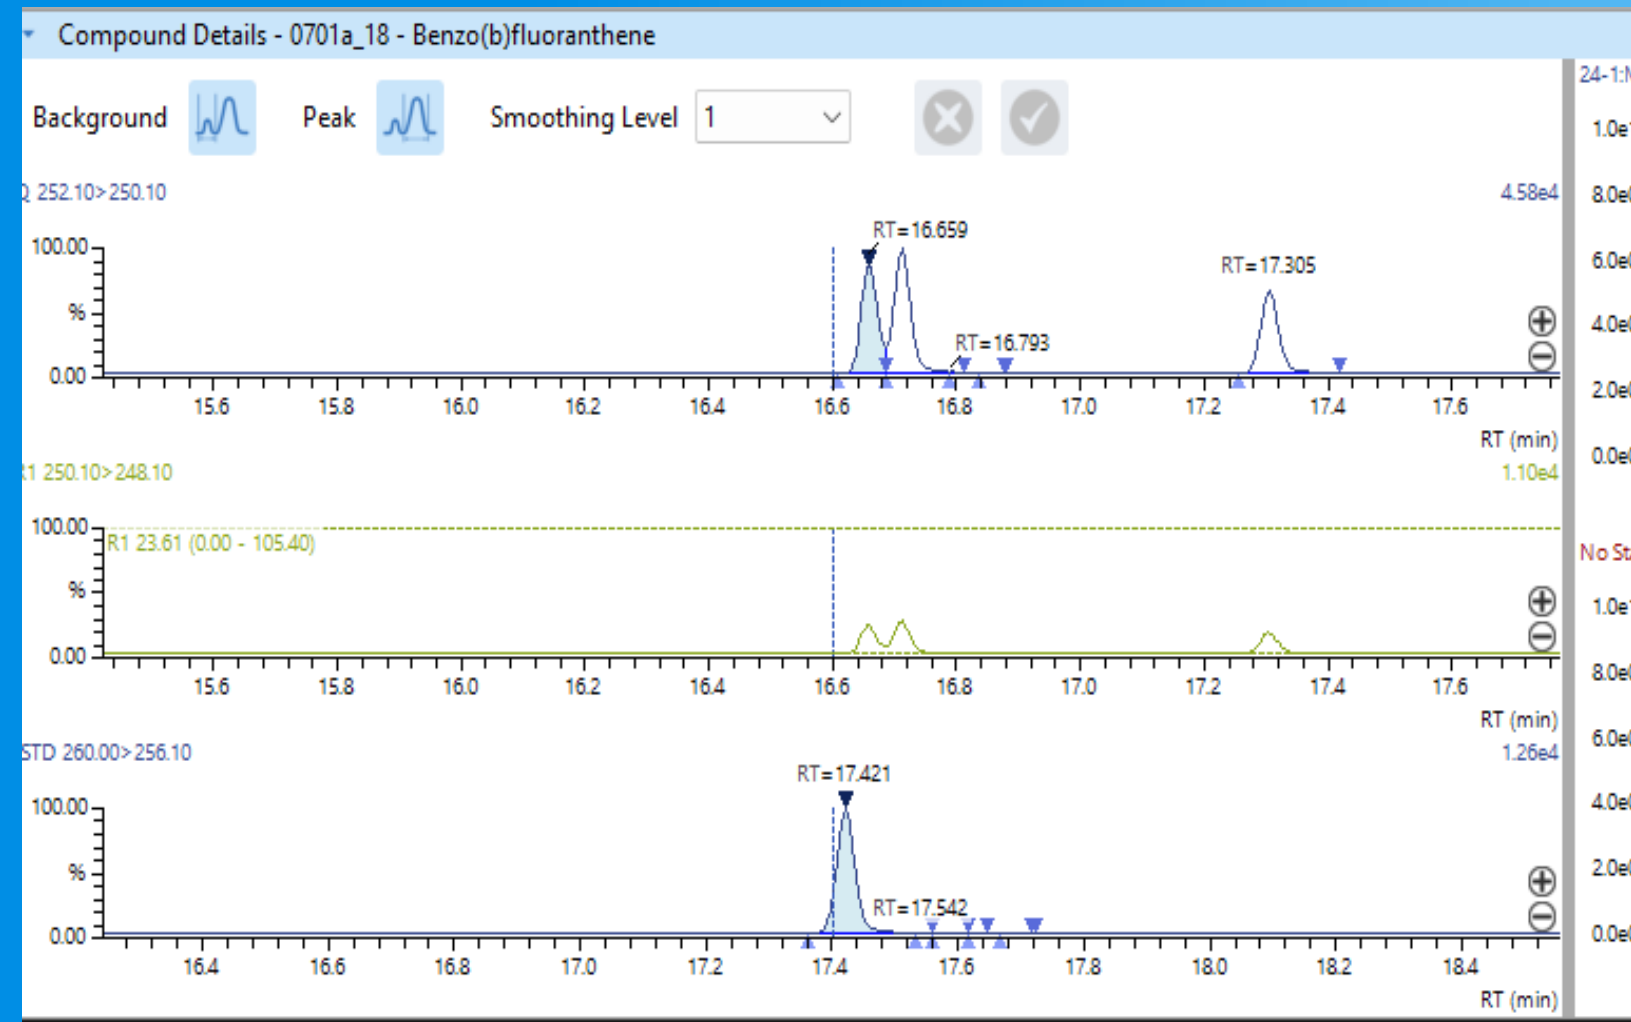 Compound Details - 0701a_18 - Benzo(b)fluoranthene
Background Peak Smoothing Level 1
252.10>250.10 4.58e4
RT=16.659
100.00
RT=17.305
%
RT=16.793
0.00
15.6 15.8 16.0 16.2 16.4 16.6 16.8 17.0 17.2 17.4 17.6
RT (min)
250.10>248.10 1.10e4
100.00
R1 23.61 (0.00 - 105.40)
%
0.00
15.6 15.8 16.0 16.2 16.4 16.6 16.8 17.0 17.2 17.4 17.6
RT (min)
STD 260.00>256.10 1.26e4
RT=17.421
100.00
%
RT=17.542
0.00
16.4 16.6 16.8 17.0 17.2 17.4 17.6 17.8 18.0 18.2 18.4
RT (min)
24-1:
1.0e
8.0e
6.0e
4.0e
2.0e
0.0e
No St
1.0e
8.0e
6.0e
4.0e
2.0e
0.0e